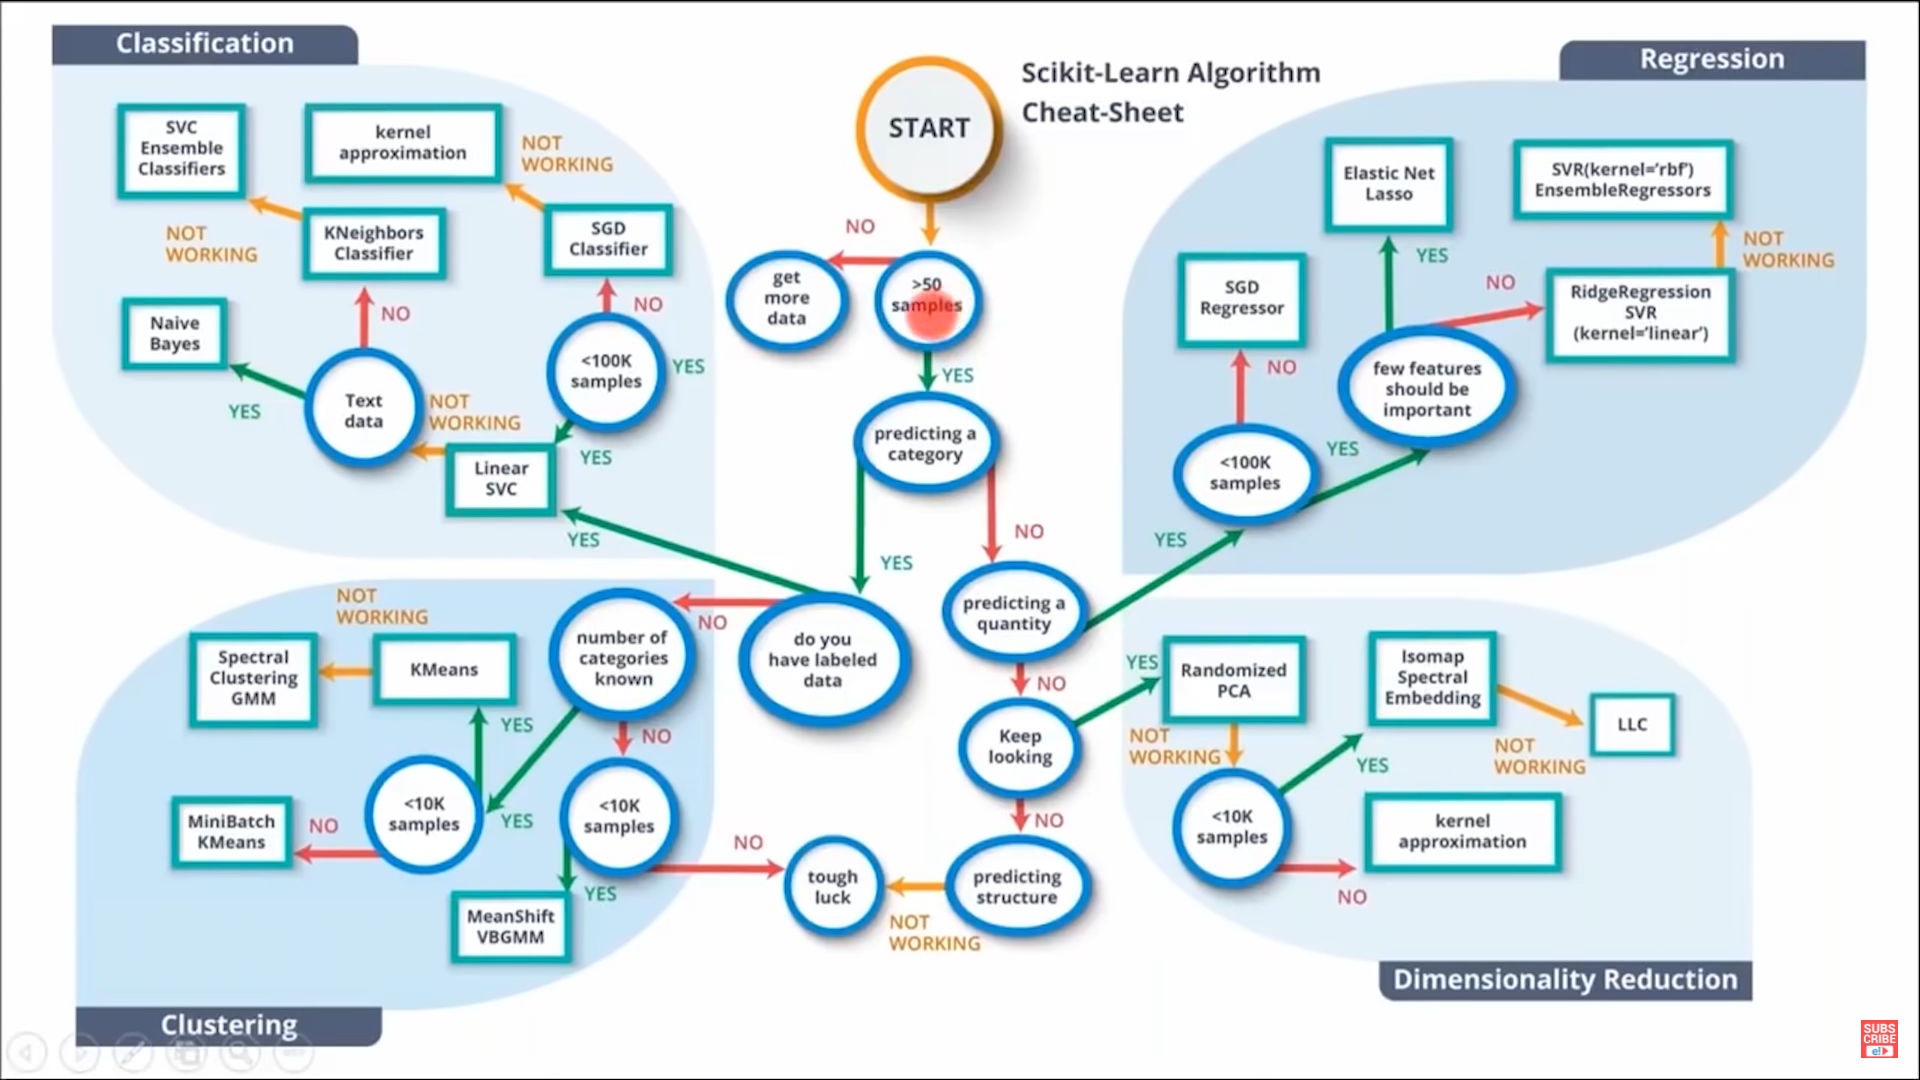 Classification
SVC
Ensemble
Classifiers
kernel
approximation
NOT
WORKING
NOT
WORKING
KNeighbors
Classifier
SGD
Classifier
Naive
Bayes
NO
NO
<100K
samples
YES
YES
Text
data
NOT
WORKING
Linear
SVC
YES
YES
START
Scikit-Learn Algorithm
Cheat-Sheet
NO
get
more
data
>50
samples
YES
predicting a
category
YES
NO
do you
have labeled
data
NO
predicting a
quantity
YES
NO
Keep
looking
YES
NO
predicting
structure
NOT
WORKING
tough
luck
Regression
Elastic Net
Lasso
SVR(kernel='rbf')
EnsembleRegressors
YES
NOT
WORKING
SGD
Regressor
NO
RidgeRegression
SVR
(kernel='linear')
NO
few features
should be
important
<100K
samples
YES
Clustering
NOT
WORKING
Spectral
Clustering
GMM
KMeans
number of
categories
known
YES
NO
<10K
samples
<10K
samples
YES
MiniBatch
KMeans
NO
NO
YES
MeanShift
VBGMM
Randomized
PCA
Isomap
Spectral
Embedding
LLC
NOT
WORKING
NOT
WORKING
YES
<10K
samples
kernel
approximation
NO
Dimensionality Reduction
SUBS
CRIBE
e!